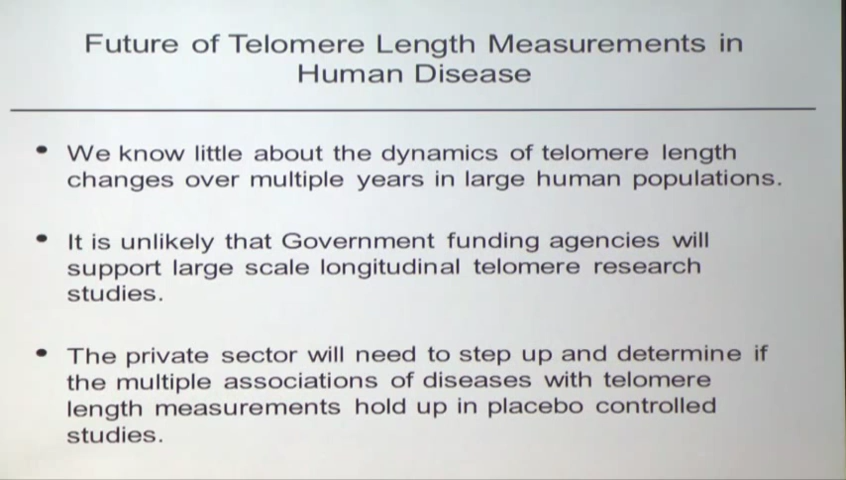 Future of Telomere Length Measurements in
Human Disease
• We know little about the dynamics of telomere length
changes over multiple years in large human populations.
• It is unlikely that Government funding agencies will
support large scale longitudinal telomere research
studies.
• The private sector will need to step up and determine if
the multiple associations of diseases with telomere
length measurements hold up in placebo controlled
studies.